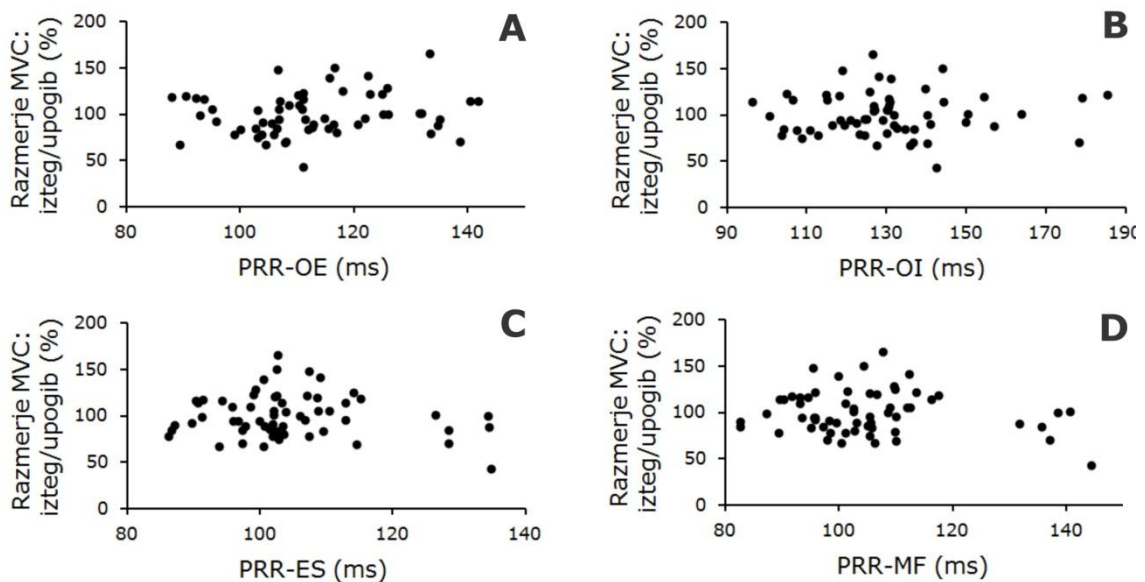 A
Razmerje MVC:
izteg/upogib (%)
200
150
100
50
0
80 100 120 140
PRR-OE (ms)
B
Razmerje MVC:
izteg/upogib (%)
200
150
100
50
0
90 110 130 150 170 190
PRR-OI (ms)
C
Razmerje MVC:
izteg/upogib (%)
200
150
100
50
0
80 100 120 140
PRR-ES (ms)
D
Razmerje MVC:
izteg/upogib (%)
200
150
100
50
0
80 100 120 140
PRR-MF (ms)